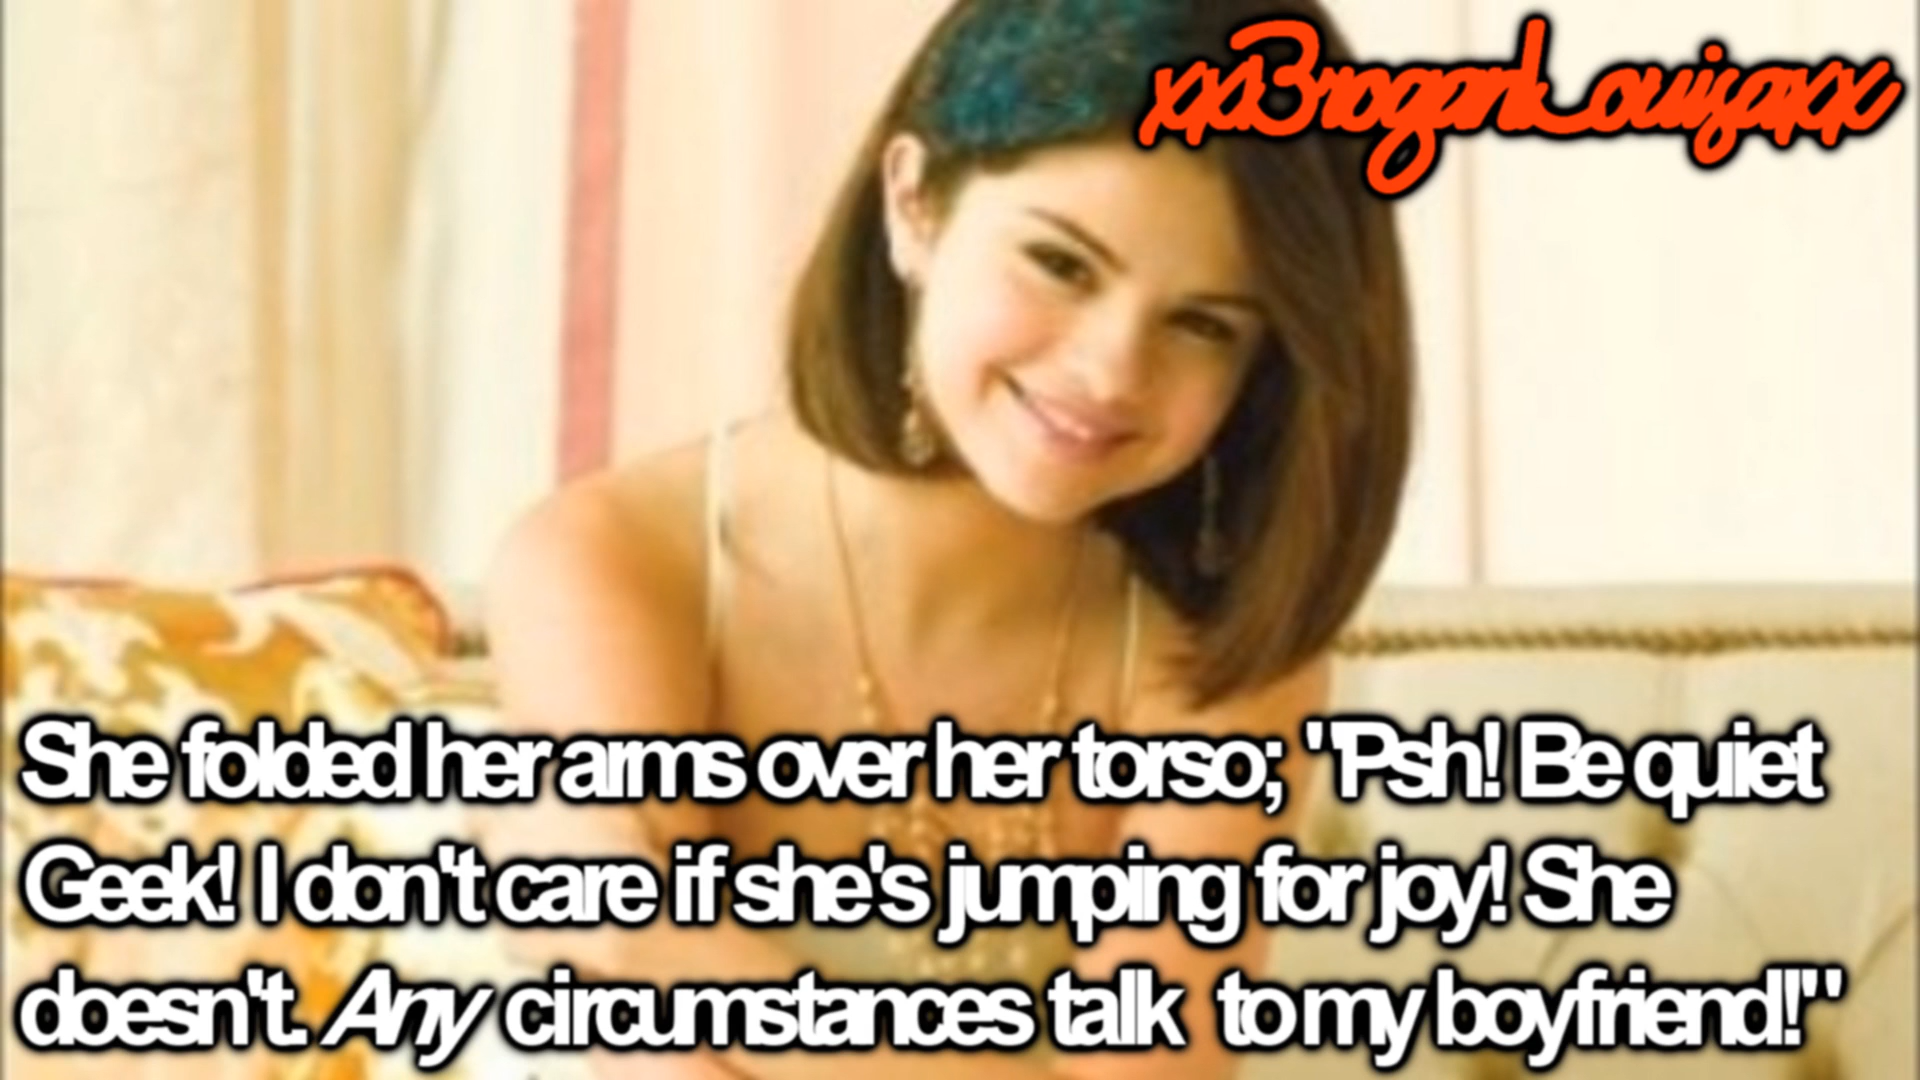 xxBroganLouisaxx
She folded her arms over her torso; "Psh! Be quiet
Geek! I don't care if she's jumping for joy! She
doesn't. Any circumstances talk to my boyfriend!"